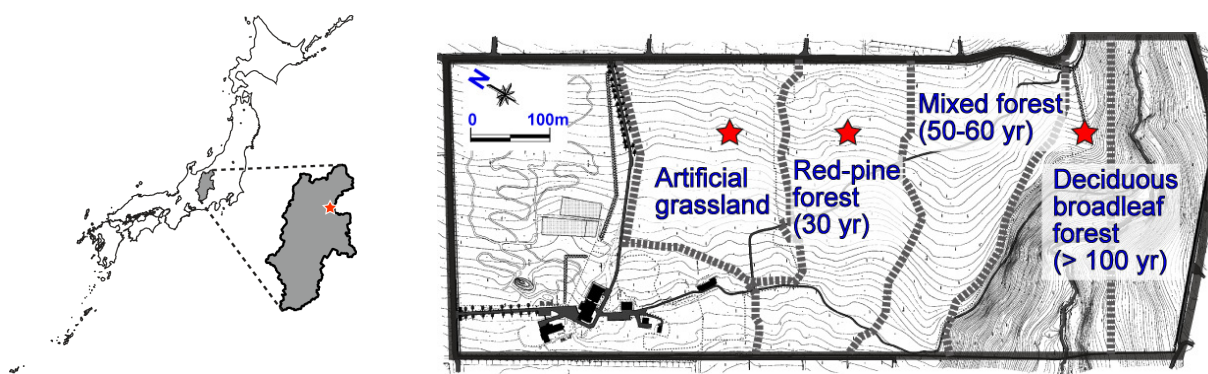 N
0 100m
Artificial
grassland
Red-pine
forest
(30 yr)
Mixed forest
(50-60 yr)
Deciduous
broadleaf
forest
(> 100 yr)